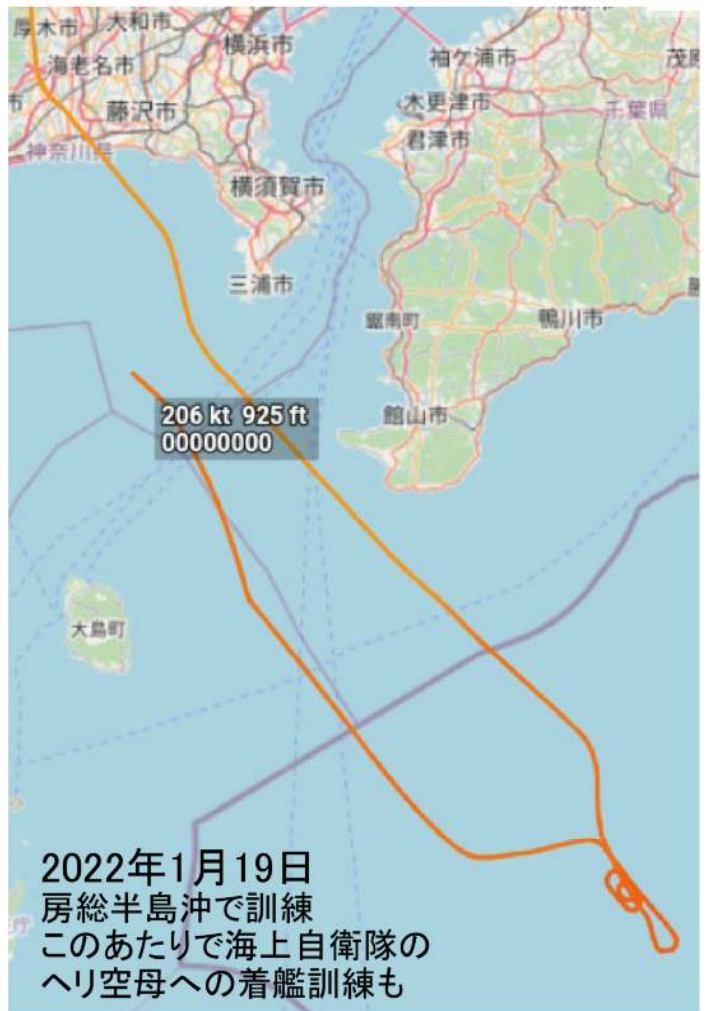 厚木市
大和市
横浜市
海老名市
市
藤沢市
神奈川県
横須賀市
三浦市
袖ケ浦市
茂原
木更津市
千葉県
君津市
鋸南町
鴨川市
館山市
206 kt 925 ft
00000000
大島町
2022年1月19日
房総半島沖で訓練
このあたりで海上自衛隊の
ヘリ空母への着艦訓練も
庁